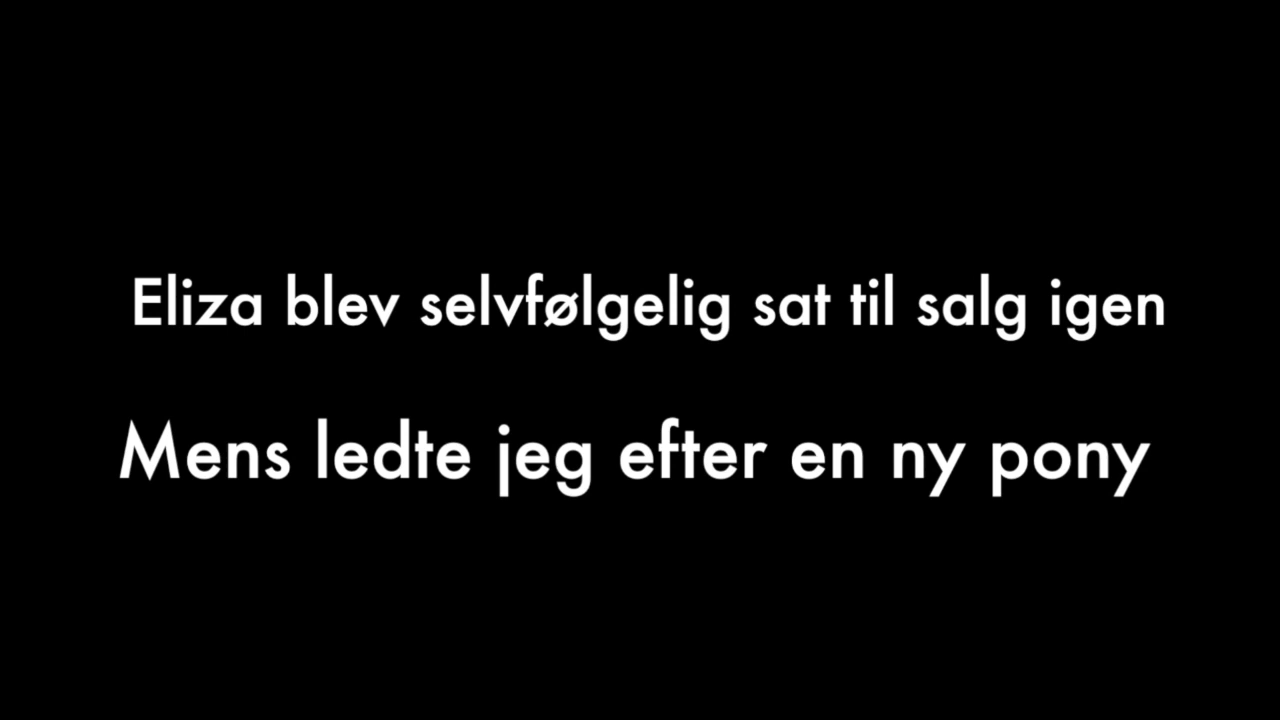 Eliza blev selvfølgelig sat til salg igen
Mens ledte jeg efter en ny pony